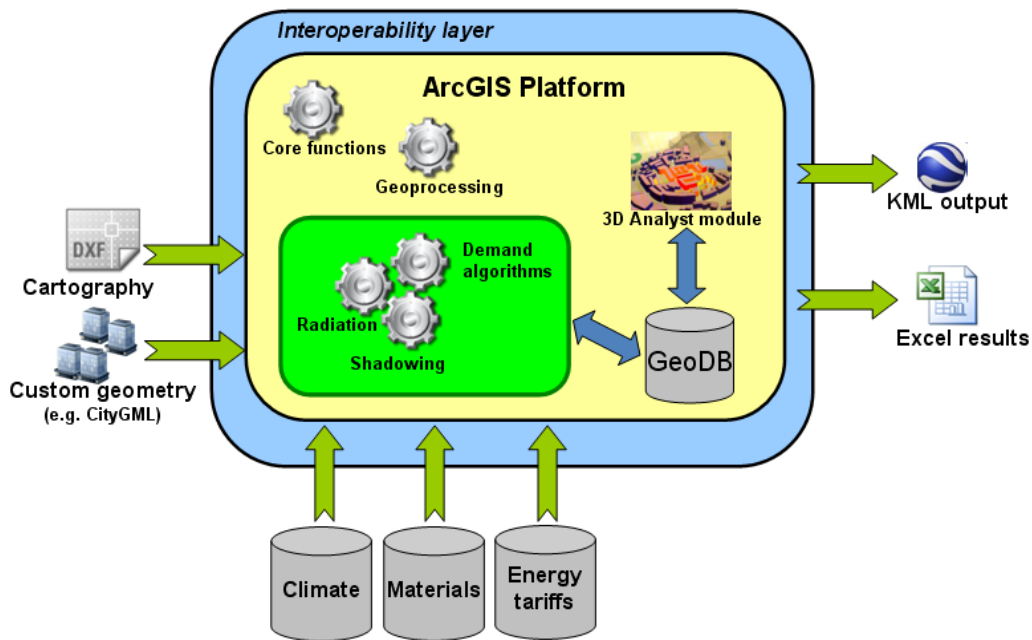 Interoperability layer
ArcGIS Platform
Core functions
Geoprocessing
3D Analyst module
KML output
DXF
Cartography
Demand
algorithms
Radiation
Shadowing
GeoDB
Excel results
Custom geometry
(e.g. CityGML)
Climate
Materials
Energy
tariffs